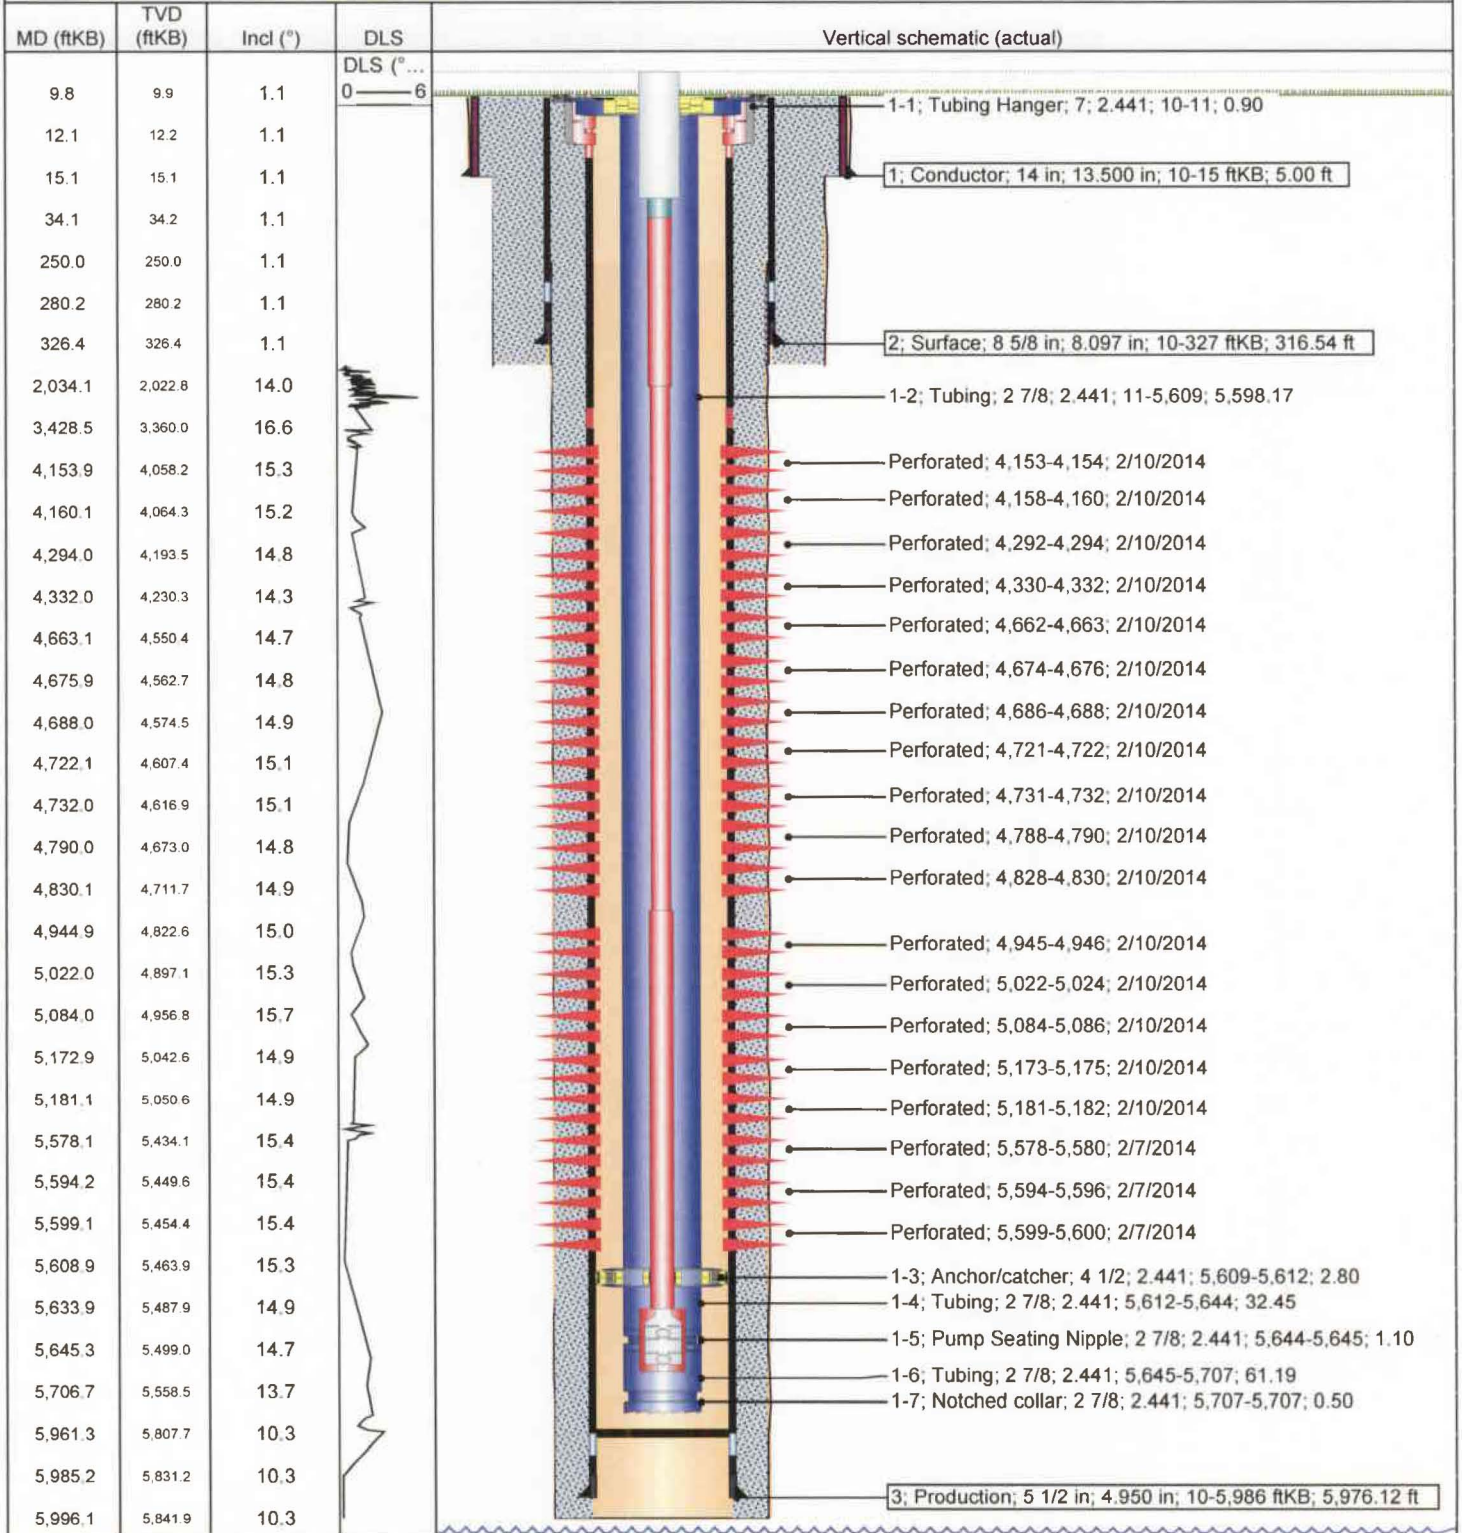 MD (ftKB) TVD (ftKB) Incl (°) DLS Vertical schematic (actual)
DLS (°...
0 6
9.8 9.9 1.1
1-1; Tubing Hanger; 7; 2.441; 10-11; 0.90
12.1 12.2 1.1
15.1 15.1 1.1
1; Conductor; 14 in; 13.500 in; 10-15 ftKB; 5.00 ft
34.1 34.2 1.1
250.0 250.0 1.1
280.2 280.2 1.1
326.4 326.4 1.1
2; Surface; 8 5/8 in; 8.097 in; 10-327 ftKB; 316.54 ft
2,034.1 2,022.8 14.0
1-2; Tubing; 2 7/8; 2.441; 11-5,609; 5,598.17
3,428.5 3,360.0 16.6
4,153.9 4,058.2 15.3
Perforated; 4,153-4,154; 2/10/2014
4,160.1 4,064.3 15.2
Perforated; 4,158-4,160; 2/10/2014
4,294.0 4,193.5 14.8
Perforated; 4,292-4,294; 2/10/2014
4,332.0 4,230.3 14.3
Perforated; 4,330-4,332; 2/10/2014
4,663.1 4,550.4 14.7
Perforated; 4,662-4,663; 2/10/2014
4,675.9 4,562.7 14.8
Perforated; 4,674-4,676; 2/10/2014
4,688.0 4,574.5 14.9
Perforated; 4,686-4,688; 2/10/2014
4,722.1 4,607.4 15.1
Perforated; 4,721-4,722; 2/10/2014
4,732.0 4,616.9 15.1
Perforated; 4,731-4,732; 2/10/2014
4,790.0 4,673.0 14.8
Perforated; 4,788-4,790; 2/10/2014
4,830.1 4,711.7 14.9
Perforated; 4,828-4,830; 2/10/2014
4,944.9 4,822.6 15.0
Perforated; 4,945-4,946; 2/10/2014
5,022.0 4,897.1 15.3
Perforated; 5,022-5,024; 2/10/2014
5,084.0 4,956.8 15.7
Perforated; 5,084-5,086; 2/10/2014
5,172.9 5,042.6 14.9
Perforated; 5,173-5,175; 2/10/2014
5,181.1 5,050.6 14.9
Perforated; 5,181-5,182; 2/10/2014
5,578.1 5,434.1 15.4
Perforated; 5,578-5,580; 2/7/2014
5,594.2 5,449.6 15.4
Perforated; 5,594-5,596; 2/7/2014
5,599.1 5,454.4 15.4
Perforated; 5,599-5,600; 2/7/2014
5,608.9 5,463.9 15.3
1-3; Anchor/catcher; 4 1/2; 2.441; 5,609-5,612; 2.80
5,633.9 5,487.9 14.9
1-4; Tubing; 2 7/8; 2.441; 5,612-5,644; 32.45
5,645.3 5,499.0 14.7
1-5; Pump Seating Nipple; 2 7/8; 2.441; 5,644-5,645; 1.10
5,706.7 5,558.5 13.7
1-6; Tubing; 2 7/8; 2.441; 5,645-5,707; 61.19
1-7; Notched collar; 2 7/8; 2.441; 5,707-5,707; 0.50
5,961.3 5,807.7 10.3
5,985.2 5,831.2 10.3
3; Production; 5 1/2 in; 4.950 in; 10-5,986 ftKB; 5,976.12 ft
5,996.1 5,841.9 10.3